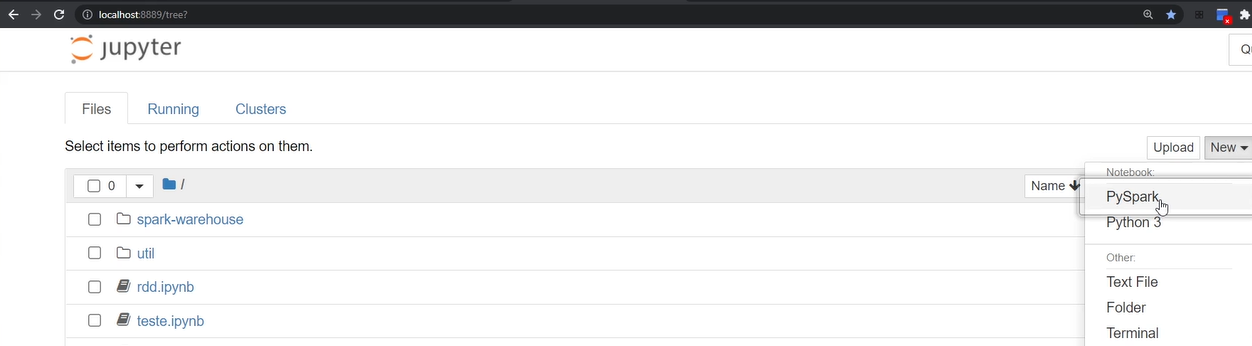 localhost:8889/tree?
jupyter
Files Running Clusters
Select items to perform actions on them.
Upload New
0 / Name
Notebook:
PySpark
spark-warehouse
Python 3
util
Other:
rdd.ipynb
Text File
Folder
teste.ipynb
Terminal